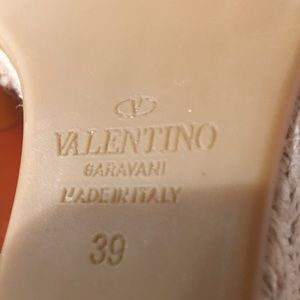 V
VALENTINO
GARAVANI
MADE IN ITALY
39